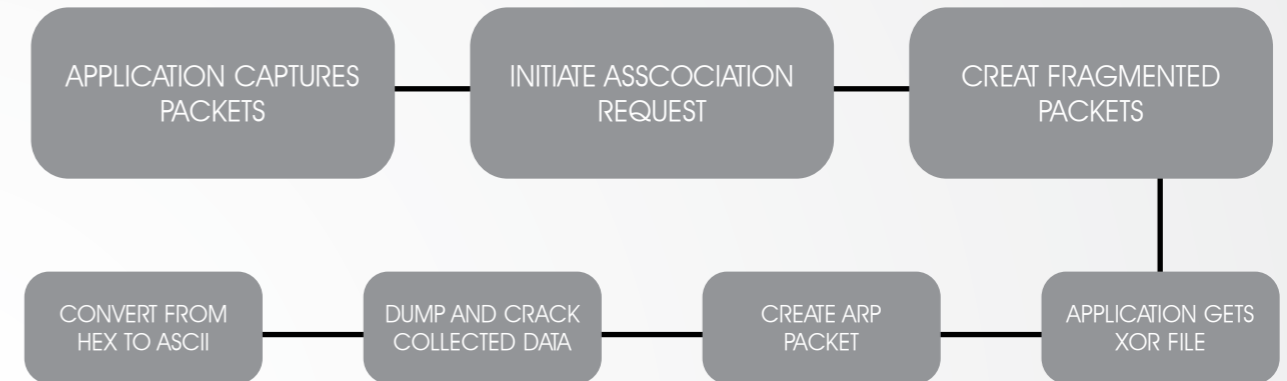 APPLICATION CAPTURES
PACKETS
INITIATE ASSCOCIATION
REQUEST
CREAT FRAGMENTED
PACKETS
APPLICATION GETS
XOR FILE
CREATE ARP
PACKET
DUMP AND CRACK
COLLECTED DATA
CONVERT FROM
HEX TO ASCII